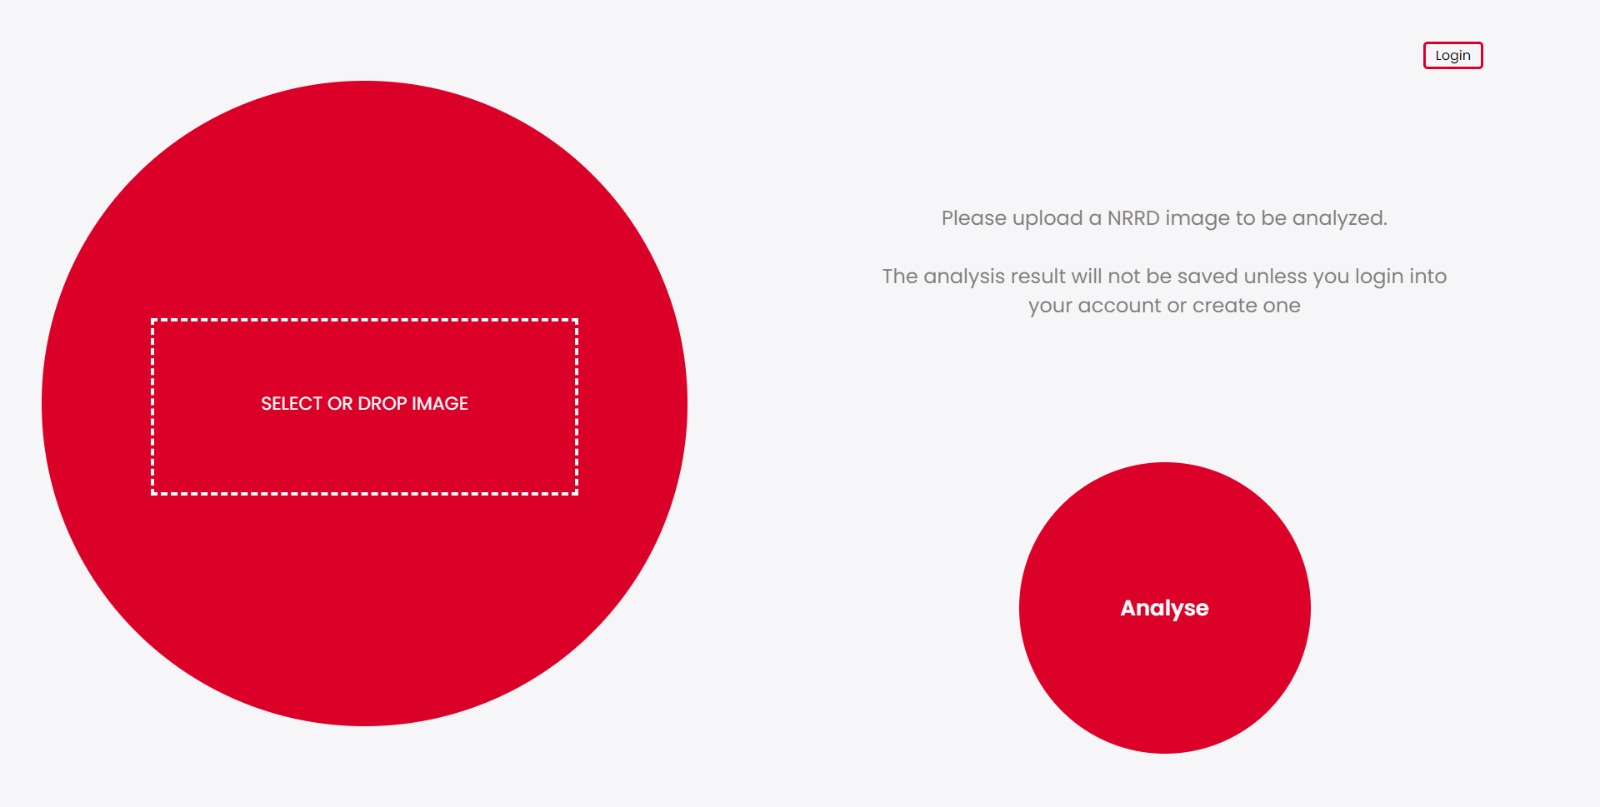 Login
Please upload a NRRD image to be analyzed.
The analysis result will not be saved unless you login into
your account or create one
SELECT OR DROP IMAGE
Analyse